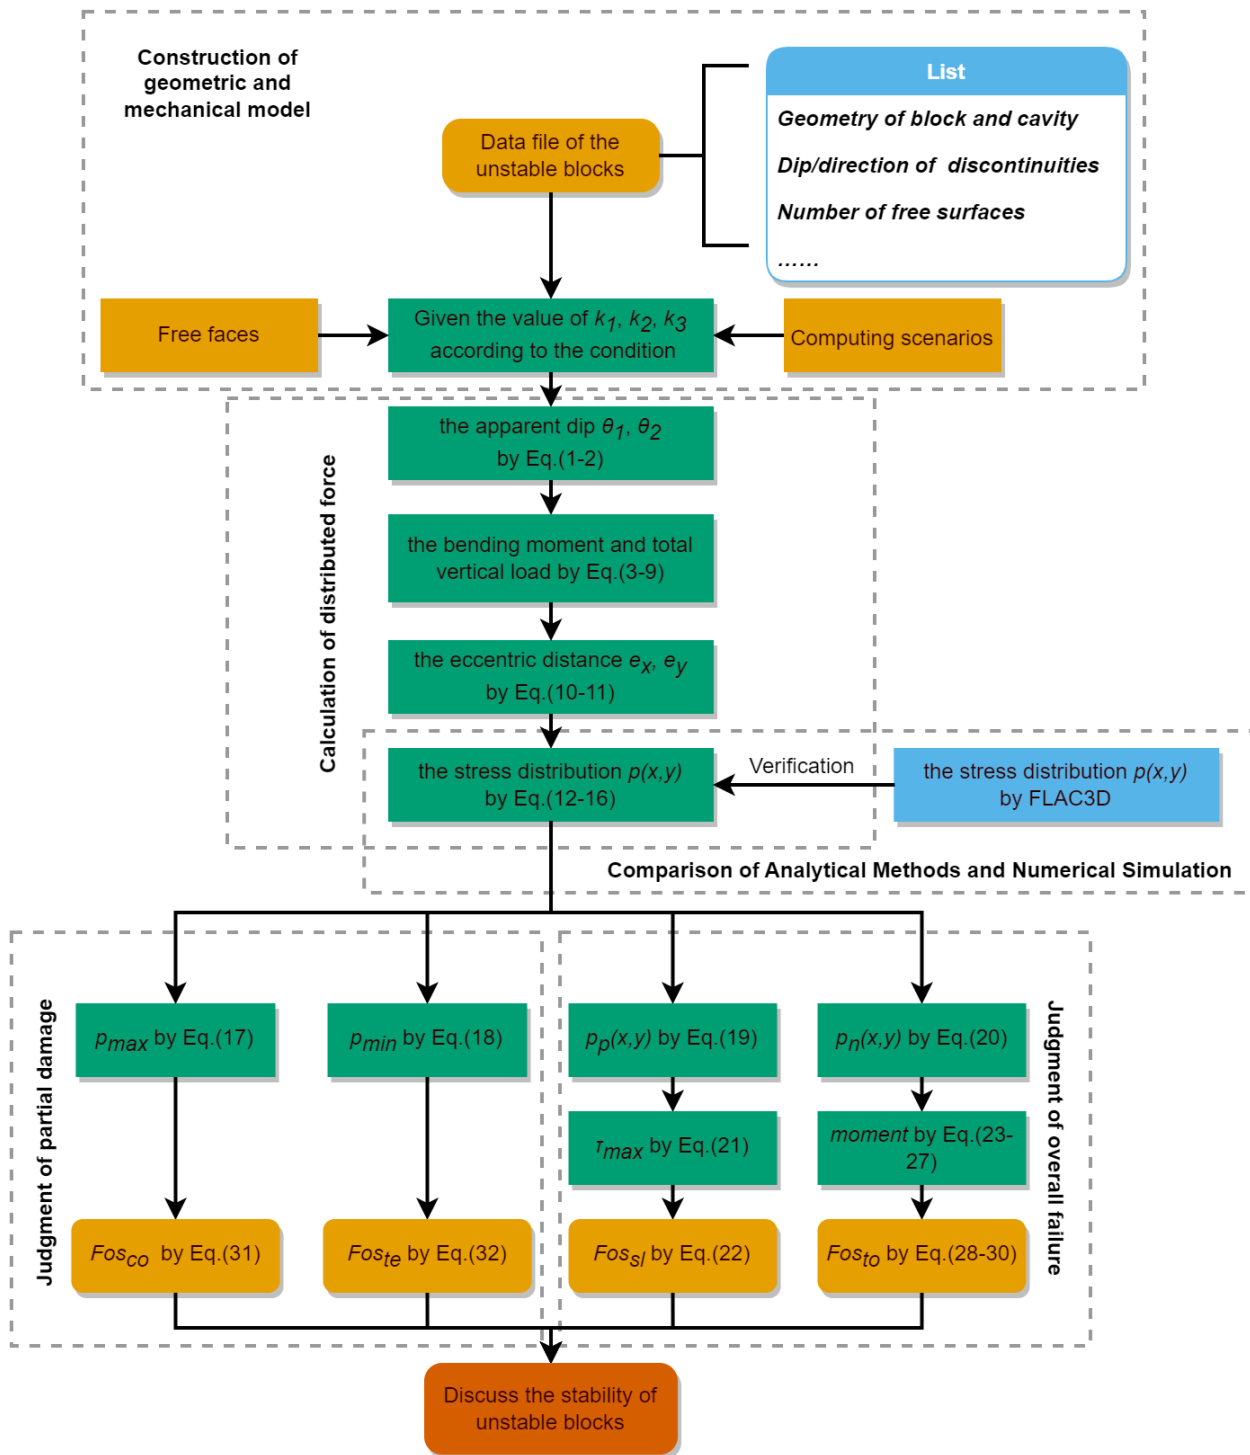 Construction of
geometric and
mechanical model
List
Geometry of block and cavity
Dip/direction of discontinuities
Number of free surfaces
......
Data file of the
unstable blocks
Free faces
Given the value of k1, k2, k3
according to the condition
Computing scenarios
Calculation of distributed force
the apparent dip θ1, θ2
by Eq.(1-2)
the bending moment and total
vertical load by Eq.(3-9)
the eccentric distance ex, ey
by Eq.(10-11)
the stress distribution p(x,y)
by Eq.(12-16)
Verification
the stress distribution p(x,y)
by FLAC3D
Comparison of Analytical Methods and Numerical Simulation
Judgment of partial damage
pmax by Eq.(17)
pmin by Eq.(18)
pp(x,y) by Eq.(19)
pn(x,y) by Eq.(20)
Judgment of overall failure
τmax by Eq.(21)
moment by Eq.(23-
27)
Fosco by Eq.(31)
Foste by Eq.(32)
Fossl by Eq.(22)
Fosto by Eq.(28-30)
Discuss the stability of
unstable blocks